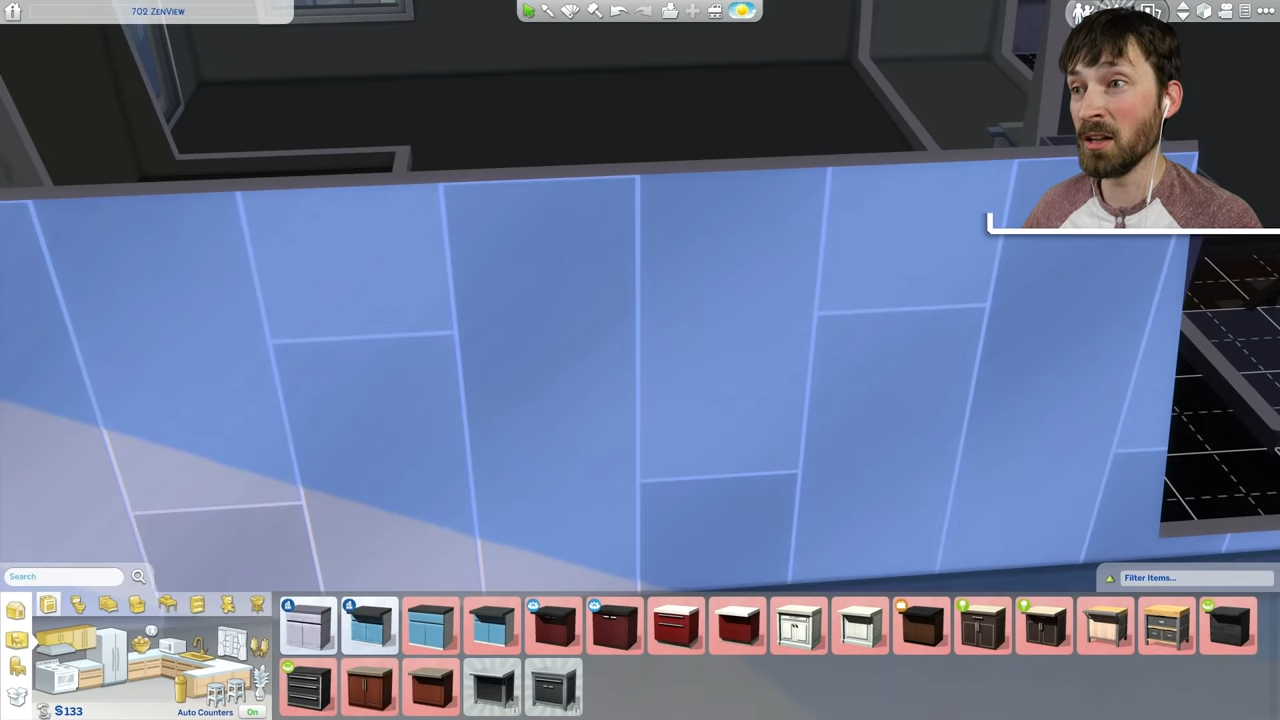 702 ZENVIEW
Search
Filter Items...
§133
Auto Counters
On